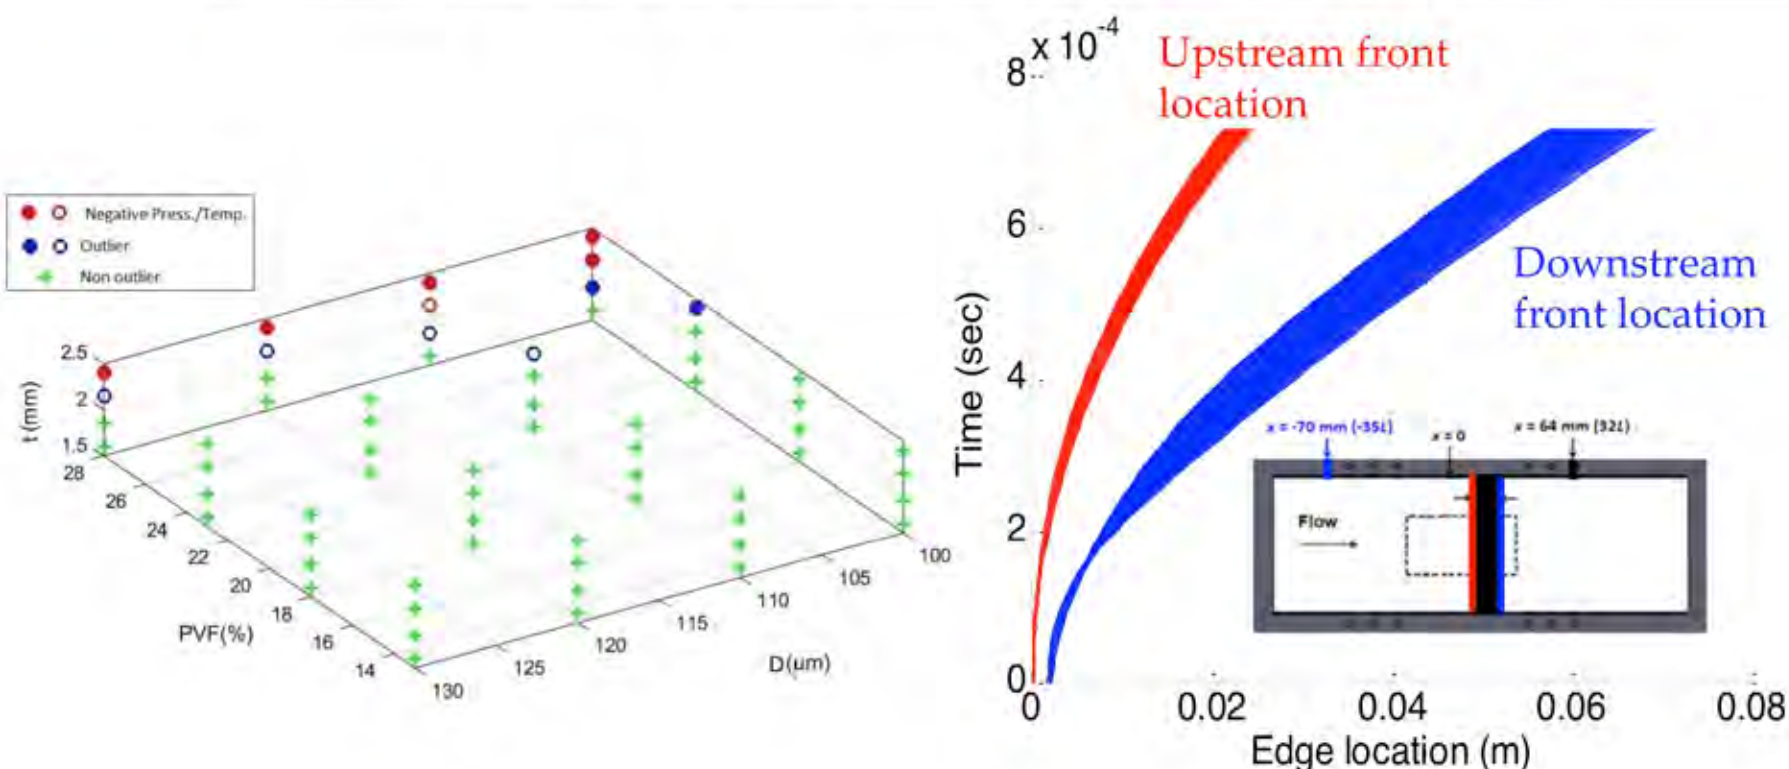 Negative Press./Temp.
Outlier
Non outlier
t (mm)
2.5
2
1.5
28
26
24
22
20
18
16
14
PVF(%)
130
125
120
115
110
105
100
D(um)
x 10-4
8
6
4
2
0
Time (sec)
Upstream front
location
Downstream
front location
x = -70 mm (-35L)
x = 0
x = 64 mm (32L)
Flow
0
0.02
0.04
0.06
0.08
Edge location (m)